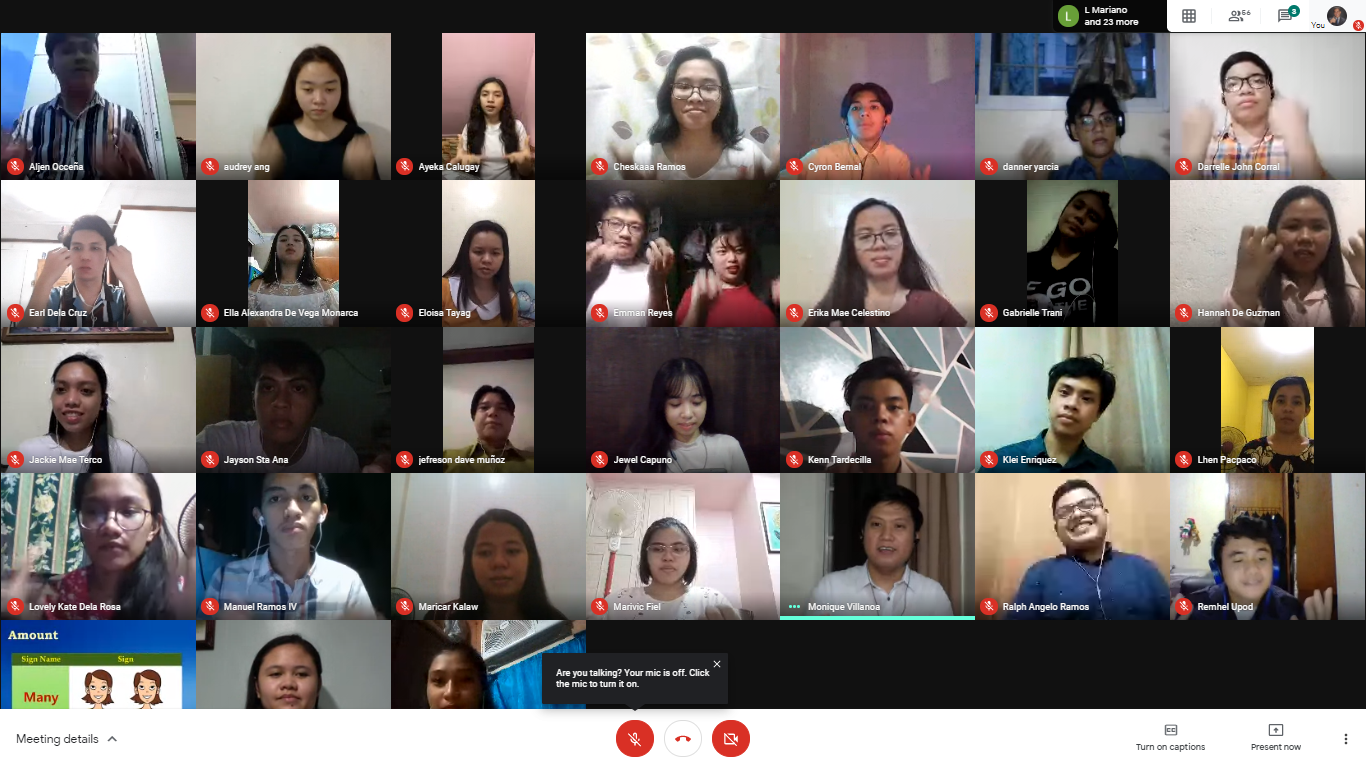 L
L Mariano
and 23 more
56
3
You
Aljen Occeña
audrey ang
Ayeka Calugay
Cheskaaa Ramos
Cyron Bernal
danner yarcia
Darrelle John Corral
Earl Dela Cruz
Ella Alexandra De Vega Monarca
Eloisa Tayag
Emman Reyes
Erika Mae Celestino
Gabrielle Trani
Hannah De Guzman
Jackie Mae Terco
Jayson Sta Ana
jefreson dave muñoz
Jewel Capuno
Kenn Tardecilla
Klei Enriquez
Lhen Pacpaco
Lovely Kate Dela Rosa
Manuel Ramos IV
Maricar Kalaw
Marivic Fiel
Monique Villanoa
Ralph Angelo Ramos
Remhel Upod
Amount
Sign Name Sign
Many
Are you talking? Your mic is off. Click
the mic to turn it on.
Meeting details
Turn on captions
Present now